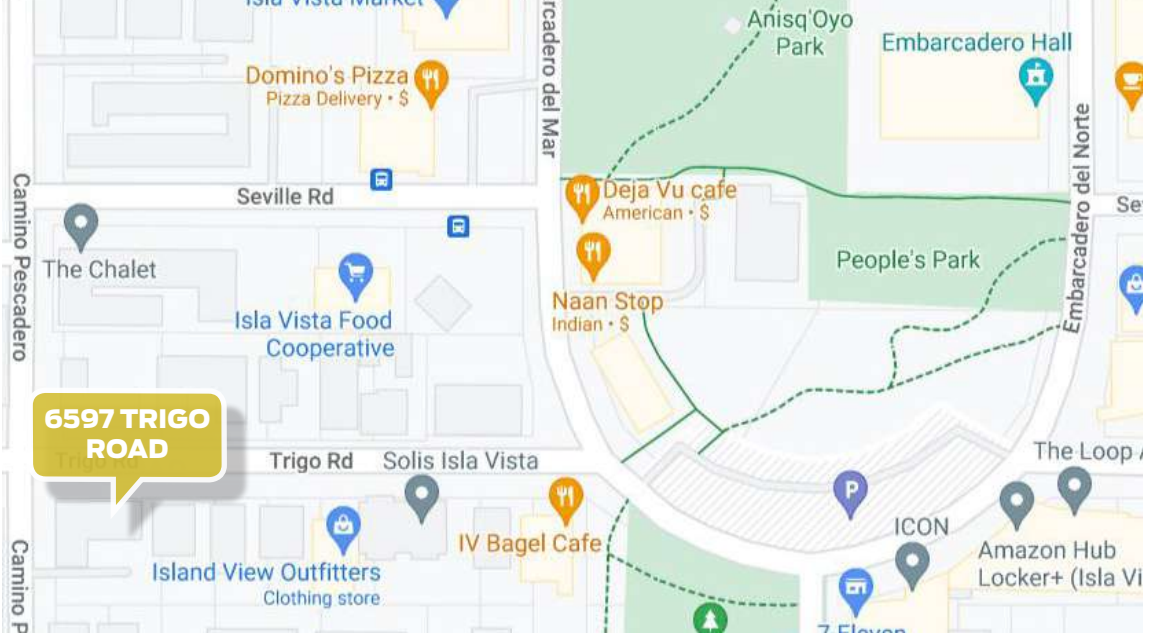 Isla Vista Market
rcadero del Mar
Anisq'Oyo
Park
Embarcadero Hall
Domino's Pizza
Pizza Delivery • $
Embarcadero del Norte
Camino Pescadero
Seville Rd
Deja Vu cafe
American • $
Se
The Chalet
People's Park
Naan Stop
Indian • $
Isla Vista Food
Cooperative
6597 TRIGO
ROAD
Trigo Rd
Trigo Rd
Solis Isla Vista
The Loop
P
IV Bagel Cafe
ICON
Amazon Hub
Locker+ (Isla Vi
Island View Outfitters
Clothing store
Camino P
7-Eleven